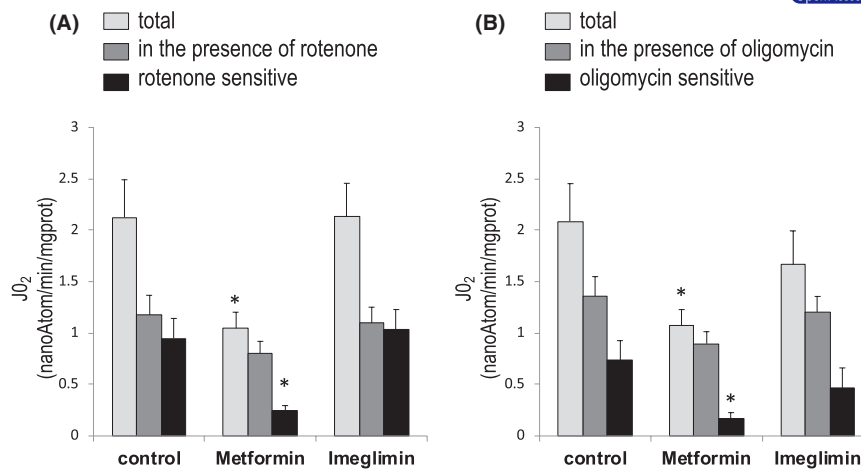 (A)
total
in the presence of rotenone
rotenone sensitive
3
2.5
2
1.5
1
0.5
0
JO2
(nanoAtom/min/mgprot)
*
*
control Metformin Imeglimin
(B)
total
in the presence of oligomycin
oligomycin sensitive
3
2.5
2
1.5
1
0.5
0
JO2
(nanoAtom/min/mgprot)
*
*
control Metformin Imeglimin